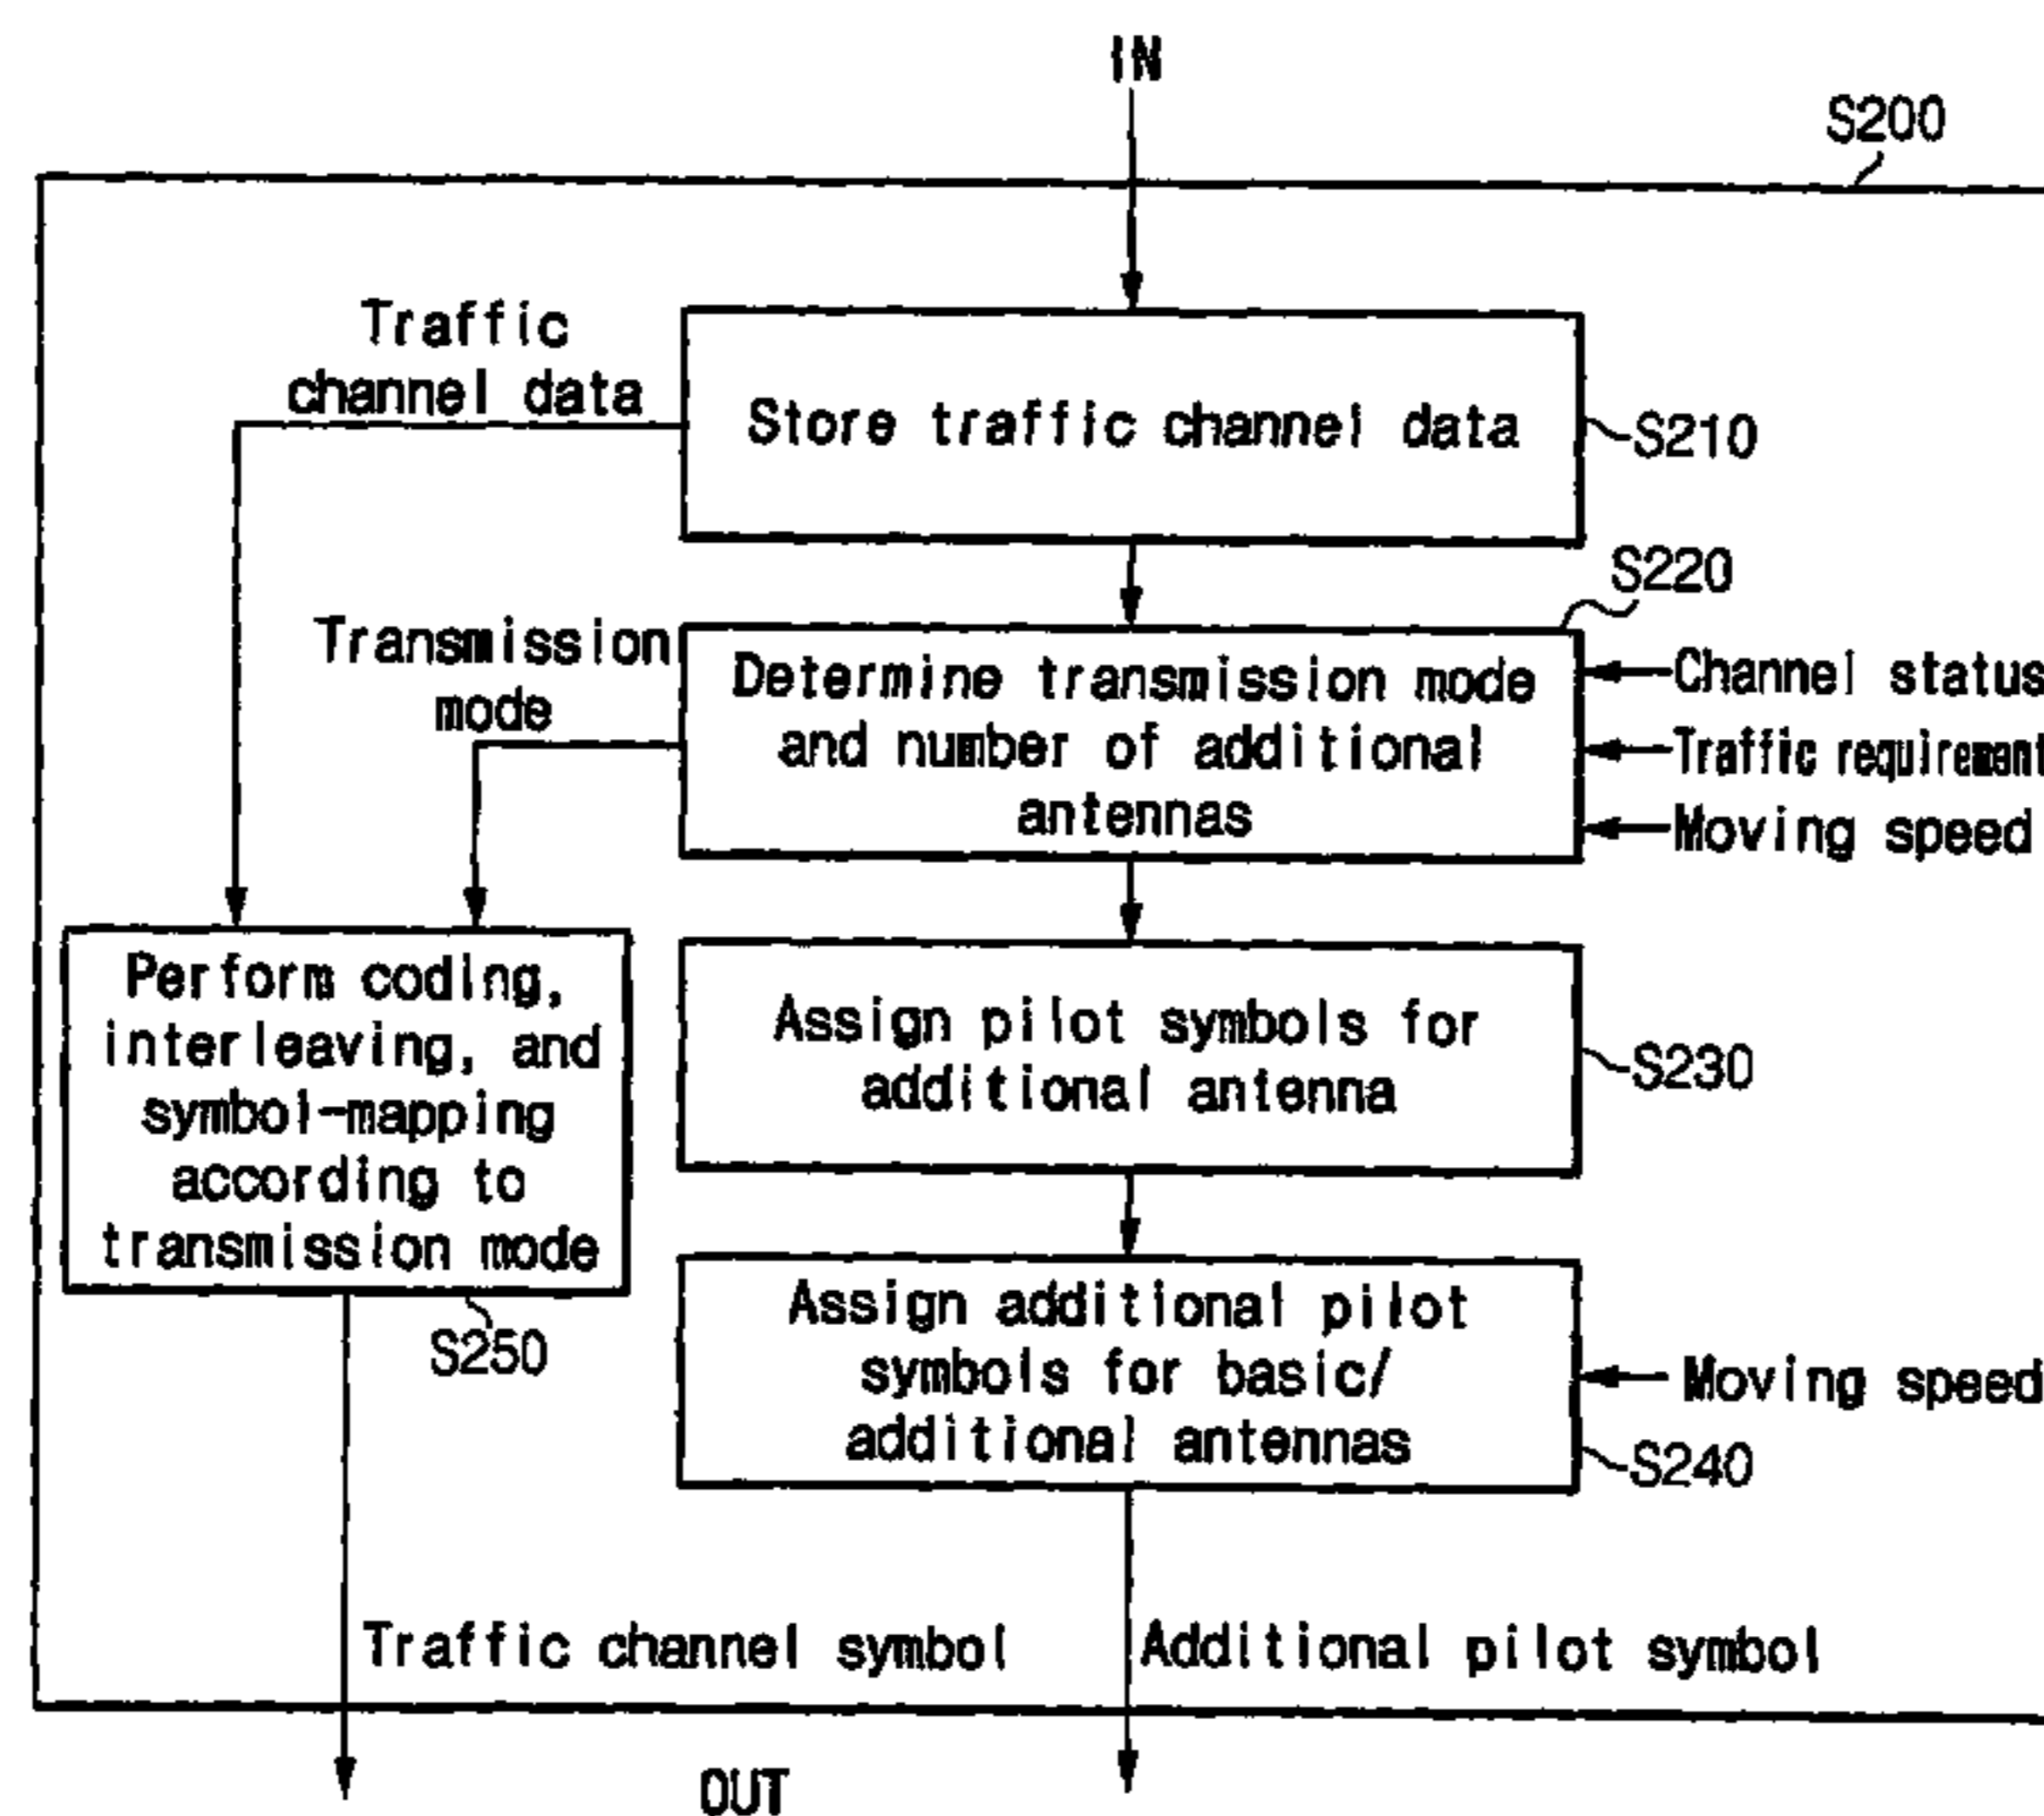 IN
S200
Traffic
channel data
Store traffic channel data
S210
S220
Transmission
mode
Determine transmission mode
and number of additional
antennas
Channel status
Traffic requirement
Moving speed
Perform coding,
interleaving, and
symbol-mapping
according to
transmission mode
S250
Assign pilot symbols for
additional antenna
S230
Assign additional pilot
symbols for basic/
additional antennas
Moving speed
S240
Traffic channel symbol
Additional pilot symbol
OUT